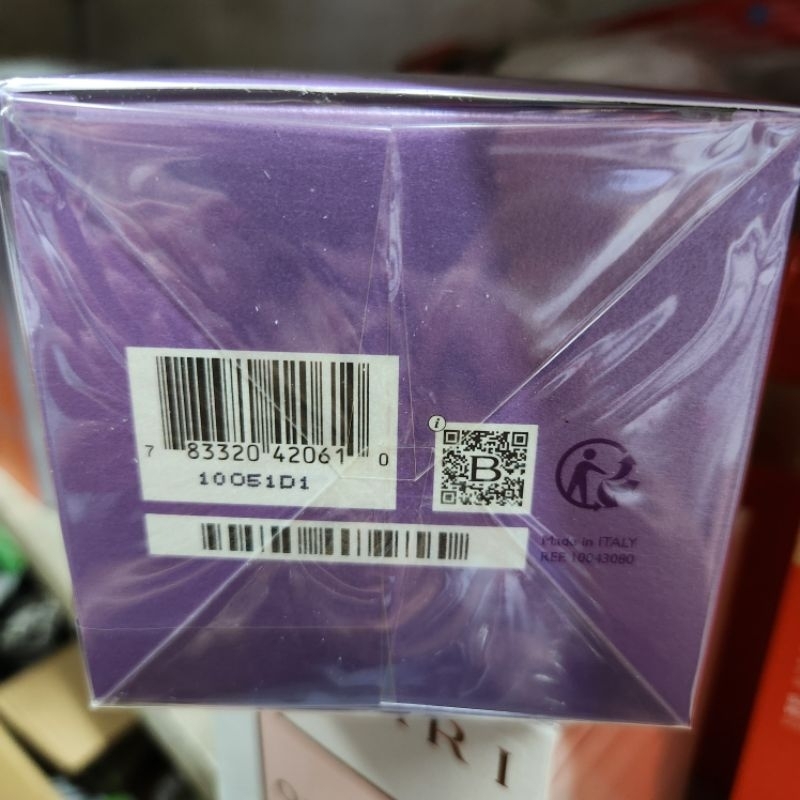 7 83320 42061 0
10051D1
i
B
Made in ITALY
REF. 10043080
RI